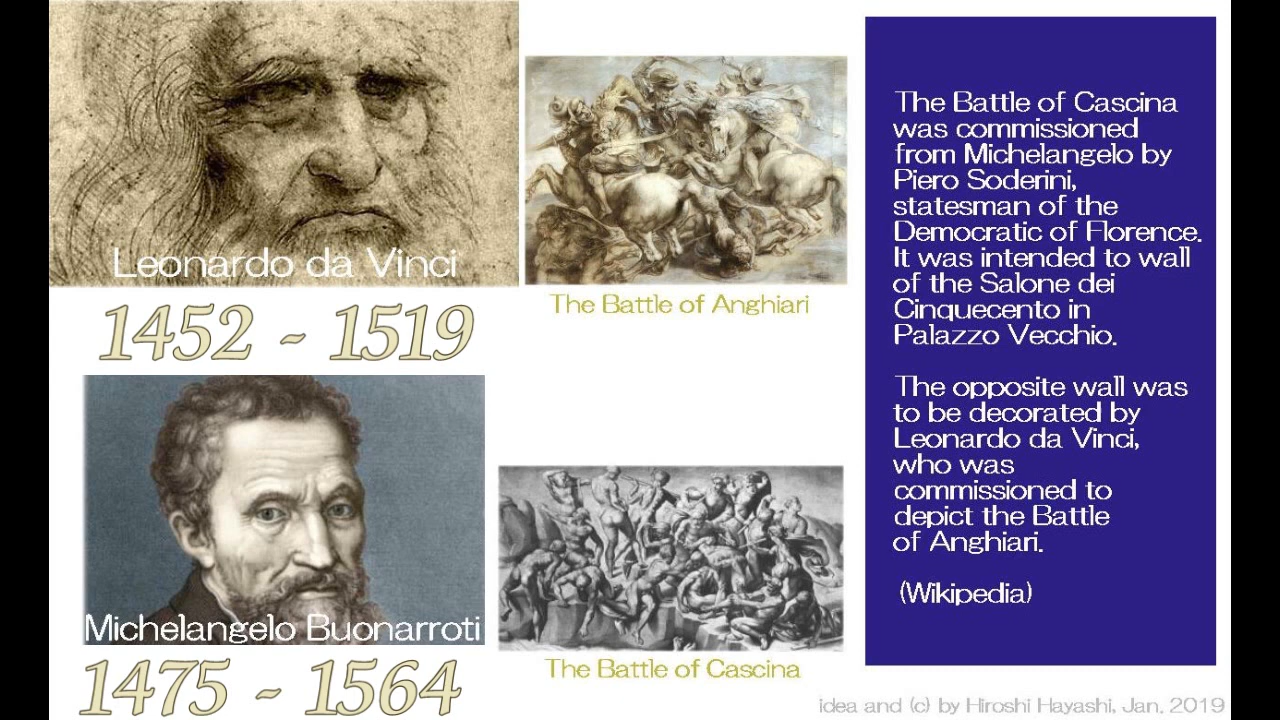 Leonardo da Vinci
1452 - 1519
The Battle of Anghiari
Michelangelo Buonarroti
1475 - 1564
The Battle of Cascina
The Battle of Cascina
was commissioned
from Michelangelo by
Piero Soderini,
statesman of the
Democratic of Florence.
It was intended to wall
of the Salone dei
Cinquecento in
Palazzo Vecchio.
The opposite wall was
to be decorated by
Leonardo da Vinci,
who was
commissioned to
depict the Battle
of Anghiari.
(Wikipedia)
idea and (c) by Hiroshi Hayashi, Jan. 2019